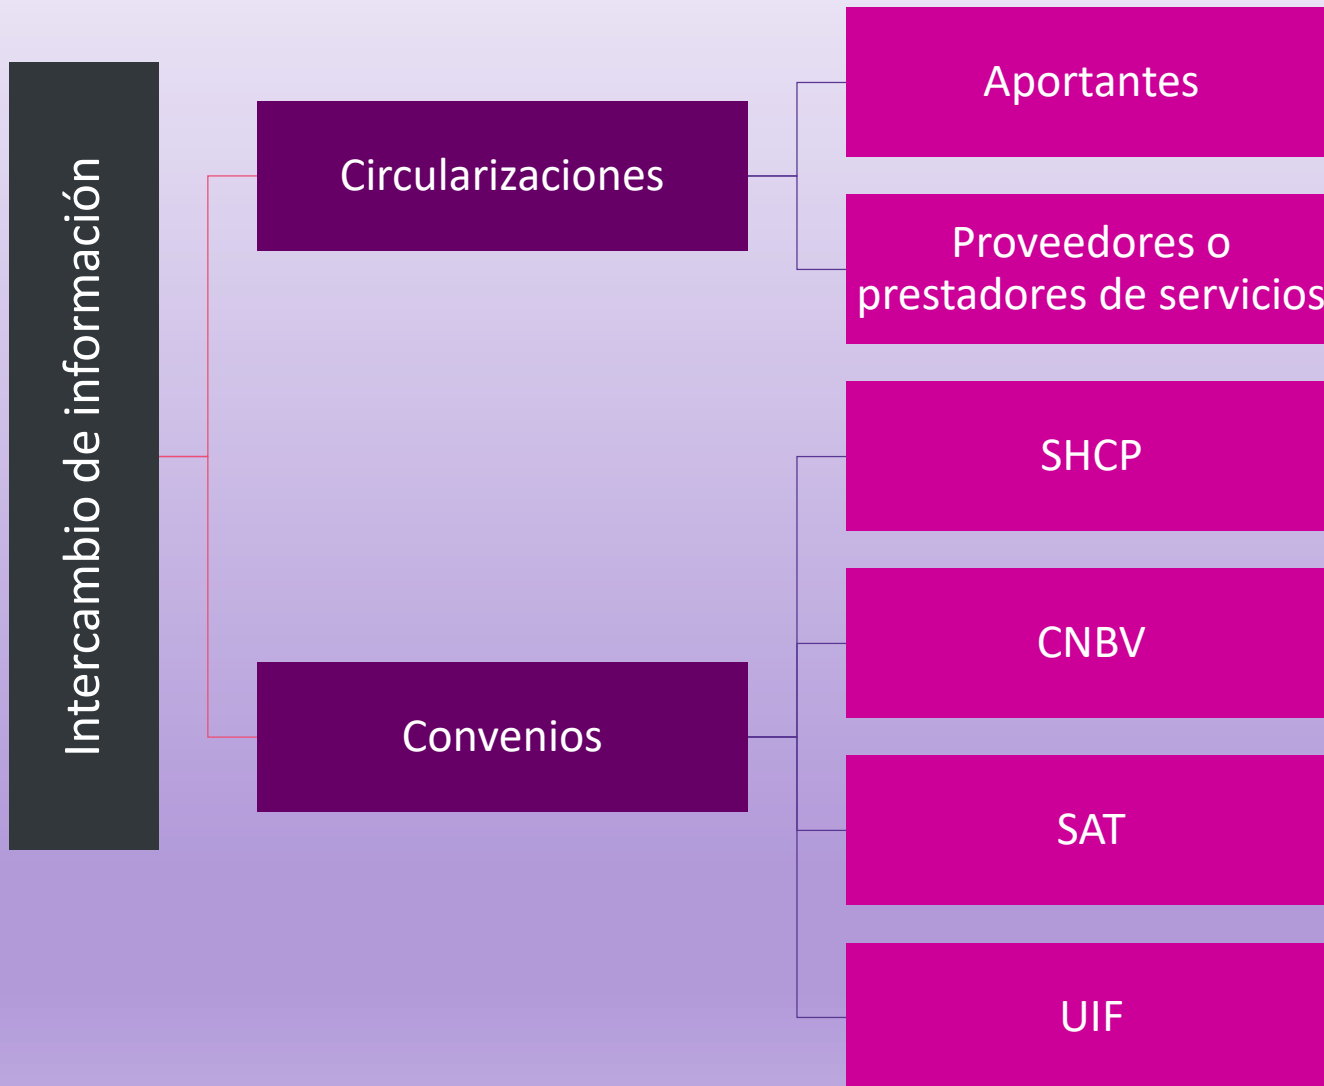 Intercambio de información
Circularizaciones
Aportantes
Proveedores o
prestadores de servicios
Convenios
SHCP
CNBV
SAT
UIF